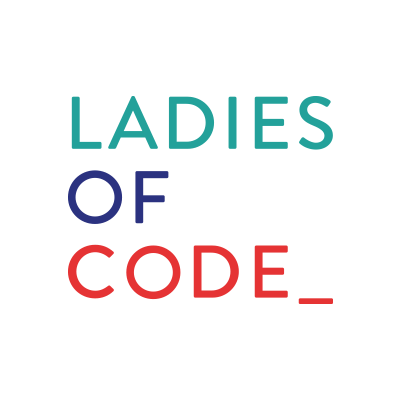 LADIES
OF
CODE_